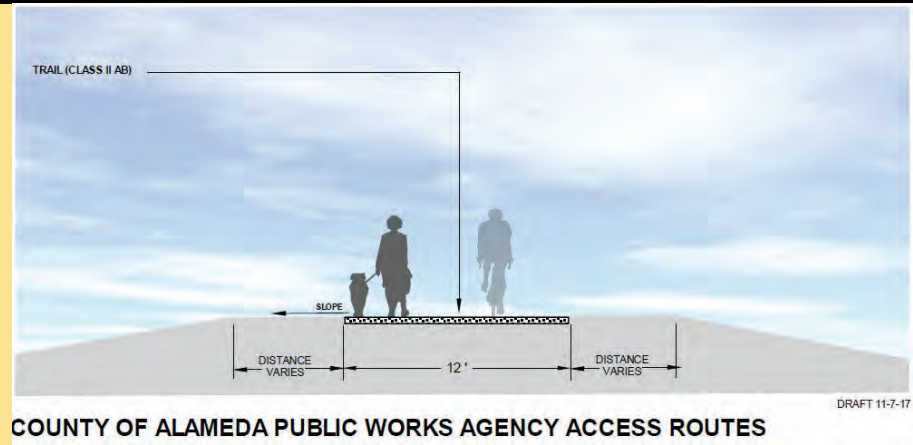 TRAIL (CLASS II AB)
SLOPE
DISTANCE
VARIES
12 '
DISTANCE
VARIES
DRAFT 11-7-17
COUNTY OF ALAMEDA PUBLIC WORKS AGENCY ACCESS ROUTES